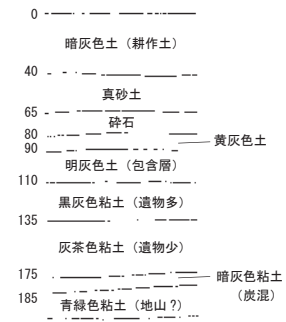 0
暗灰色土（耕作土）
40
真砂土
65
砕石
80
90
黄灰色土
明灰色土（包含層）
110
黒灰色粘土（遺物多）
135
灰茶色粘土（遺物少）
175
暗灰色粘土
（炭混）
185
青緑色粘土（地山？）